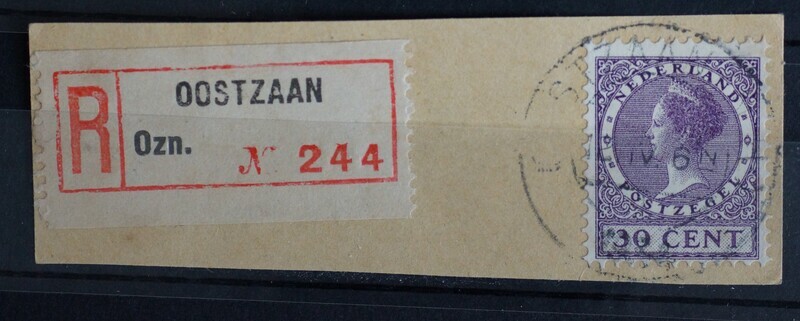 R
OOSTZAAN
Ozn.
№ 244
NEDERLAND
POSTZEGEL
30 CENT